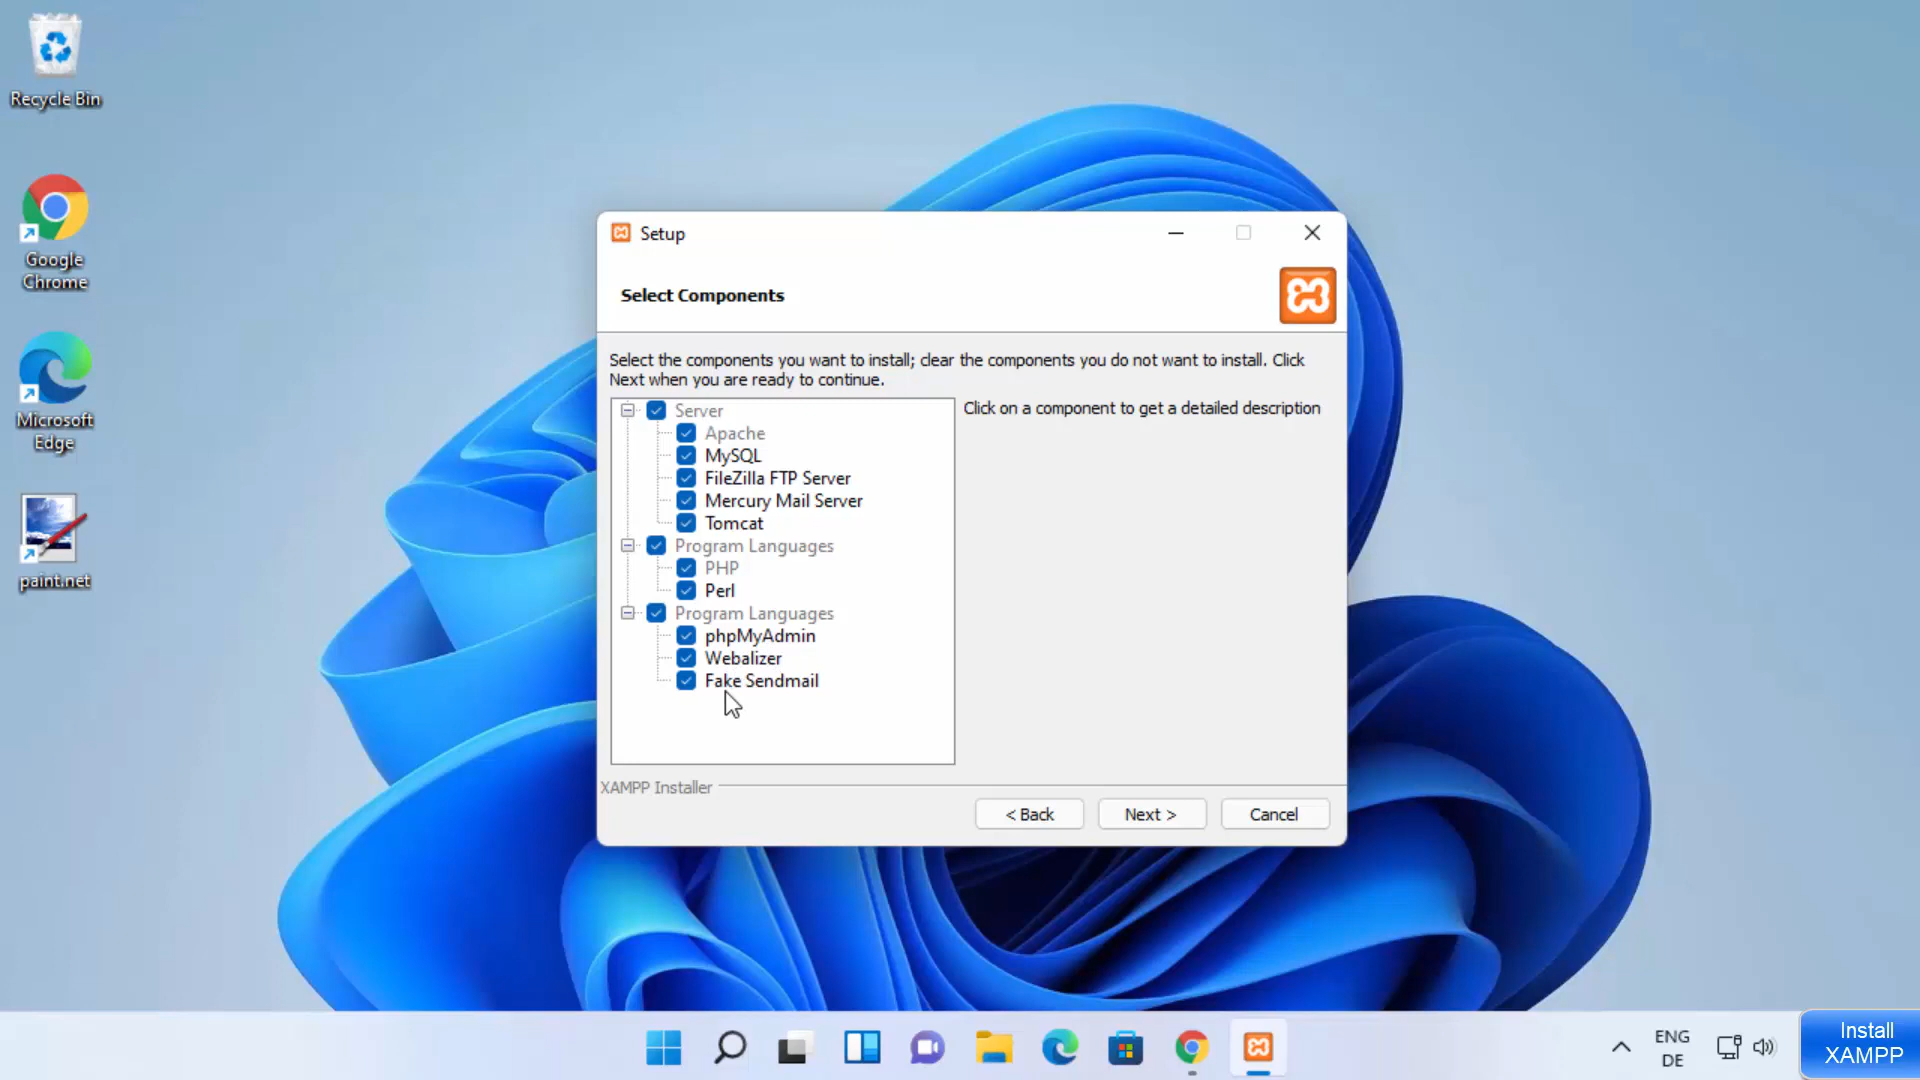 Recycle Bin
Google
Chrome
Microsoft
Edge
paint.net
Setup
Select Components
Select the components you want to install; clear the components you do not want to install. Click
Next when you are ready to continue.
Server
Apache
MySQL
FileZilla FTP Server
Mercury Mail Server
Tomcat
Program Languages
PHP
Perl
Program Languages
phpMyAdmin
Webalizer
Fake Sendmail
Click on a component to get a detailed description
XAMPP Installer
< Back
Next >
Cancel
ENG
DE
Install
XAMPP